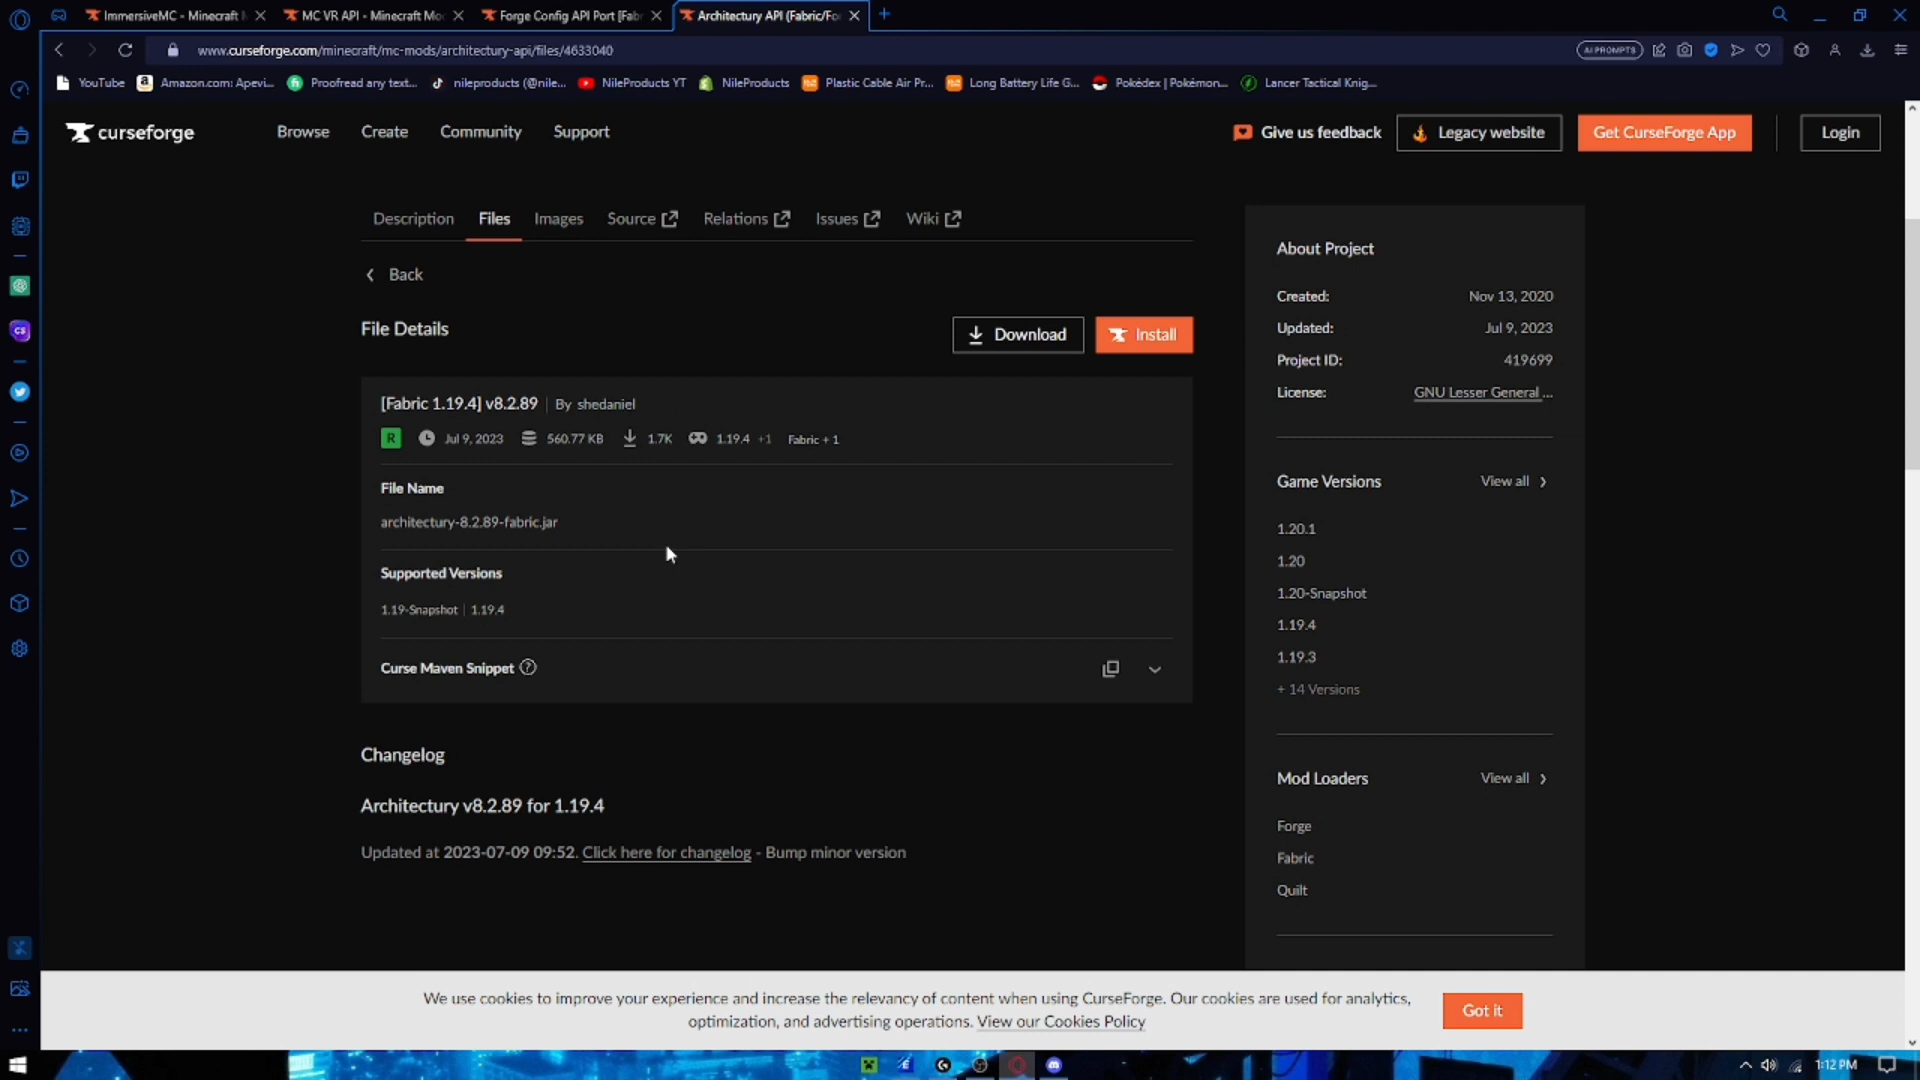 ImmersiveMC - Minecraft
MC VR API - Minecraft Mo
Forge Config API Port [Fab
Architectury API (Fabric/Fo
www.curseforge.com/minecraft/mc-mods/architectury-api/files/4633040
AI PROMPTS
YouTube
Amazon.com: Apevi...
Proofread any text...
nileproducts (@nile...
NileProducts YT
NileProducts
Plastic Cable Air Pr...
Long Battery Life G...
Pokédex | Pokémon...
Lancer Tactical Knig...
curseforge
Browse
Create
Community
Support
Give us feedback
Legacy website
Get CurseForge App
Login
Description
Files
Images
Source
Relations
Issues
Wiki
Back
File Details
Download
Install
[Fabric 1.19.4] v8.2.89 | By shedaniel
R Jul 9, 2023 560.77 KB 1.7K 1.19.4 +1 Fabric + 1
File Name
architectury-8.2.89-fabric.jar
Supported Versions
1.19-Snapshot | 1.19.4
Curse Maven Snippet ?
Changelog
Architectury v8.2.89 for 1.19.4
Updated at 2023-07-09 09:52. Click here for changelog - Bump minor version
About Project
Created: Nov 13, 2020
Updated: Jul 9, 2023
Project ID: 419699
License: GNU Lesser General ...
Game Versions View all
1.20.1
1.20
1.20-Snapshot
1.19.4
1.19.3
+ 14 Versions
Mod Loaders View all
Forge
Fabric
Quilt
We use cookies to improve your experience and increase the relevancy of content when using CurseForge. Our cookies are used for analytics,
optimization, and advertising operations. View our Cookies Policy
Got it
CS
1:12 PM